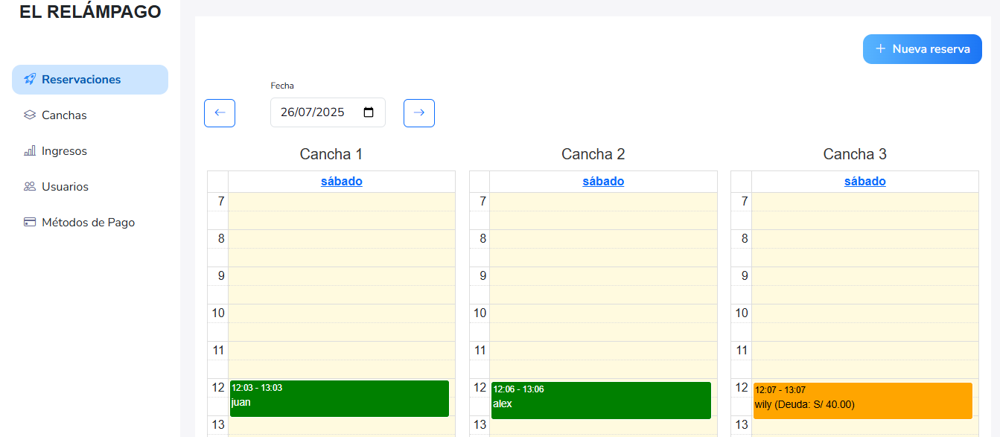 EL RELÁMPAGO
Reservaciones
Canchas
Ingresos
Usuarios
Métodos de Pago
Nueva reserva
Fecha
26/07/2025
Cancha 1
sábado
7
8
9
10
11
12
12:03 - 13:03
juan
13
Cancha 2
sábado
7
8
9
10
11
12
12:06 - 13:06
alex
13
Cancha 3
sábado
7
8
9
10
11
12
12:07 - 13:07
wily (Deuda: S/ 40.00)
13